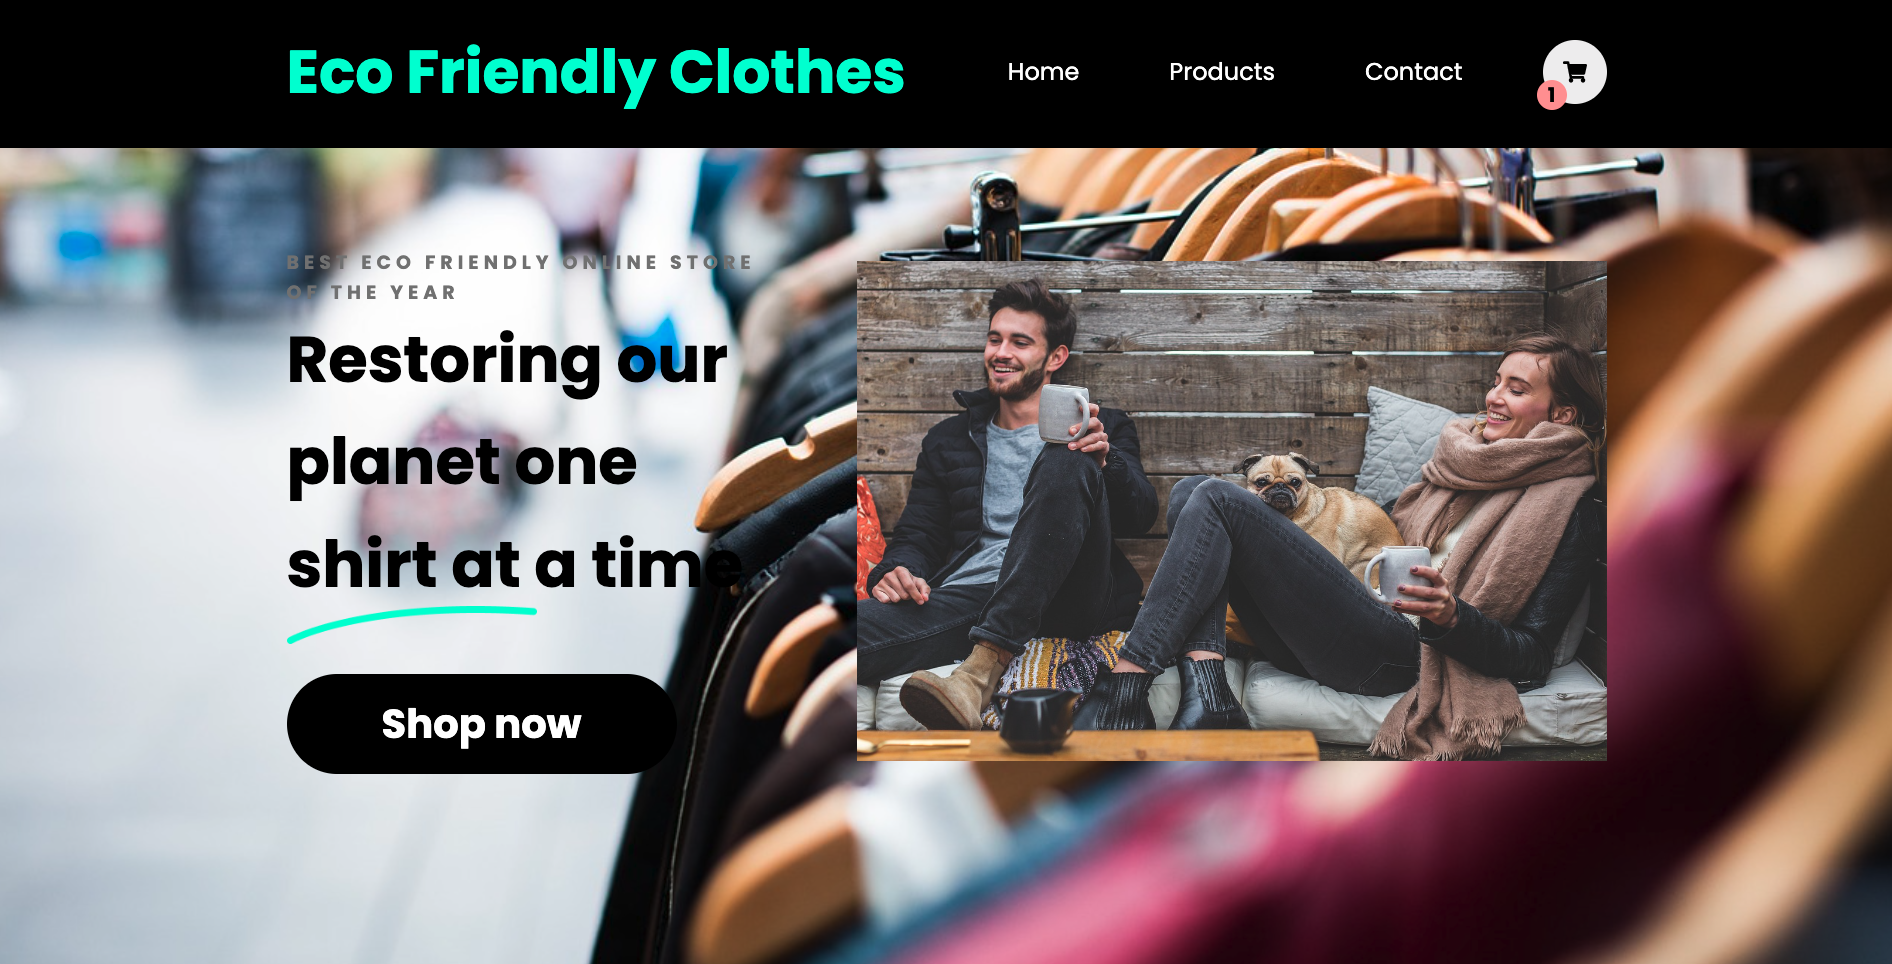 Eco Friendly Clothes
Home
Products
Contact
1
BEST ECO FRIENDLY ONLINE STORE
OF THE YEAR
Restoring our
planet one
shirt at a time
Shop now